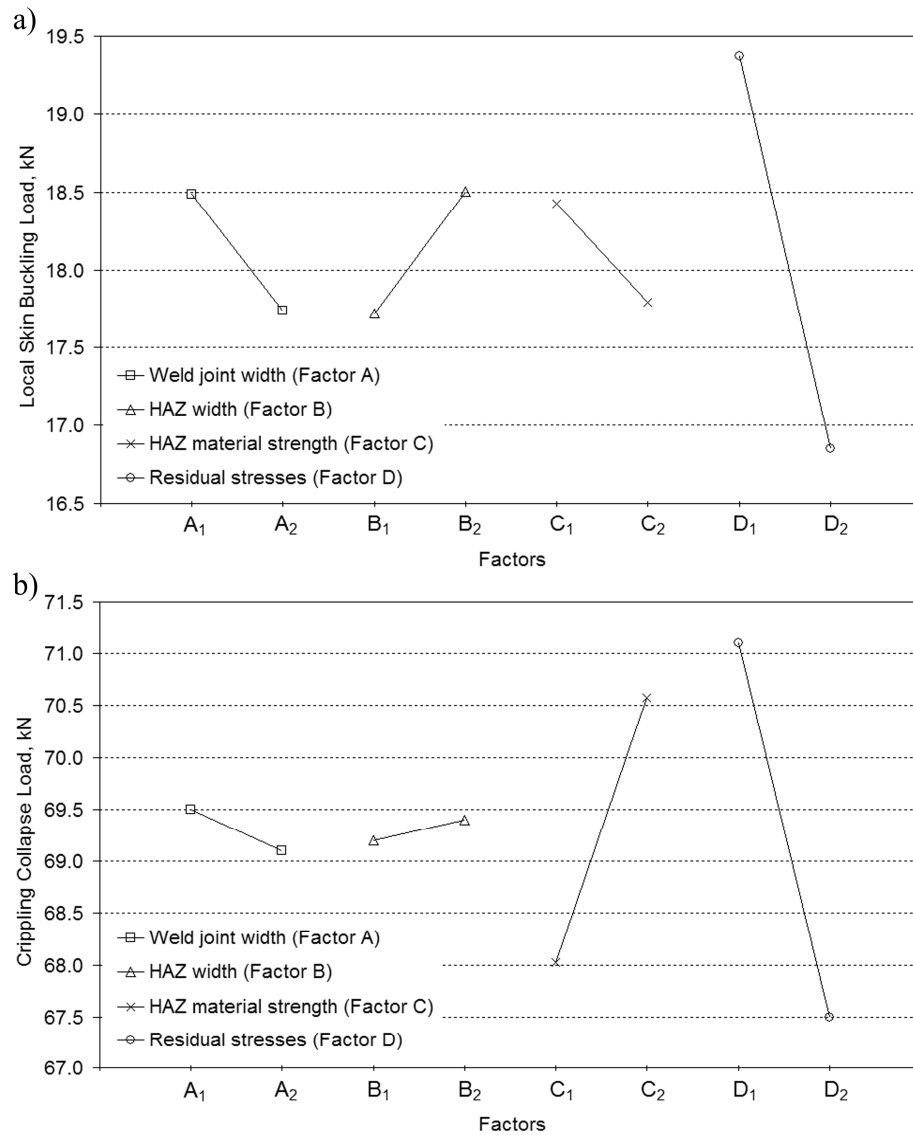 a)
Local Skin Buckling Load, kN
19.5
19.0
18.5
18.0
17.5
17.0
16.5
Weld joint width (Factor A)
HAZ width (Factor B)
HAZ material strength (Factor C)
Residual stresses (Factor D)
A₁ A₂ B₁ B₂ C₁ C₂ D₁ D₂
Factors
b)
Crippling Collapse Load, kN
71.5
71.0
70.5
70.0
69.5
69.0
68.5
68.0
67.5
67.0
Weld joint width (Factor A)
HAZ width (Factor B)
HAZ material strength (Factor C)
Residual stresses (Factor D)
A₁ A₂ B₁ B₂ C₁ C₂ D₁ D₂
Factors